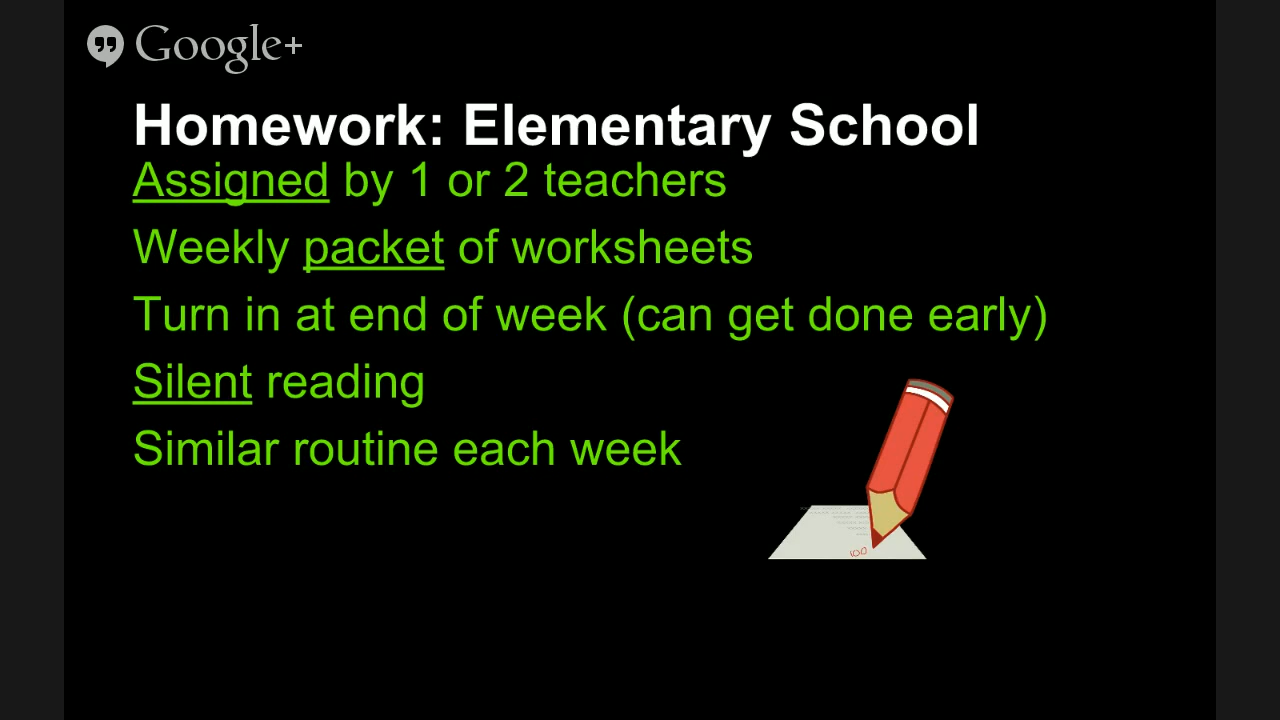 Google+
Homework: Elementary School
Assigned by 1 or 2 teachers
Weekly packet of worksheets
Turn in at end of week (can get done early)
Silent reading
Similar routine each week
100